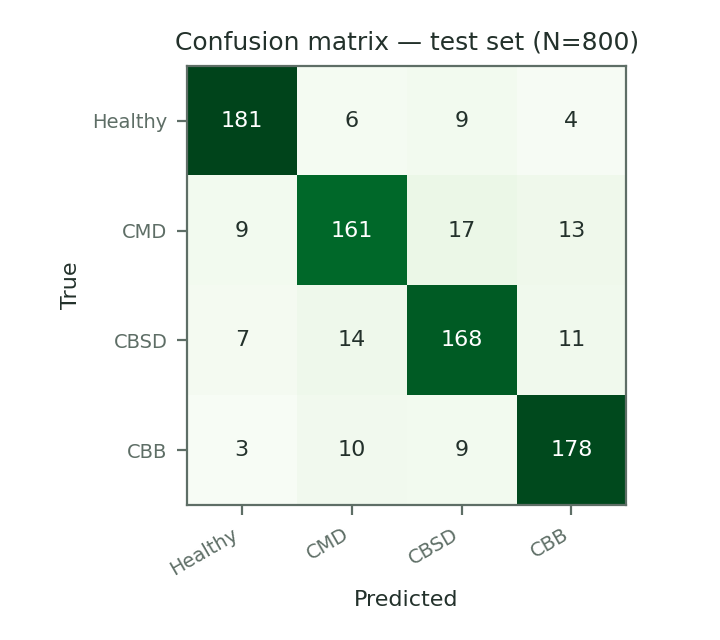 Confusion matrix — test set (N=800)
True
Healthy 181 6 9 4
CMD 9 161 17 13
CBSD 7 14 168 11
CBB 3 10 9 178
Healthy CMD CBSD CBB
Predicted